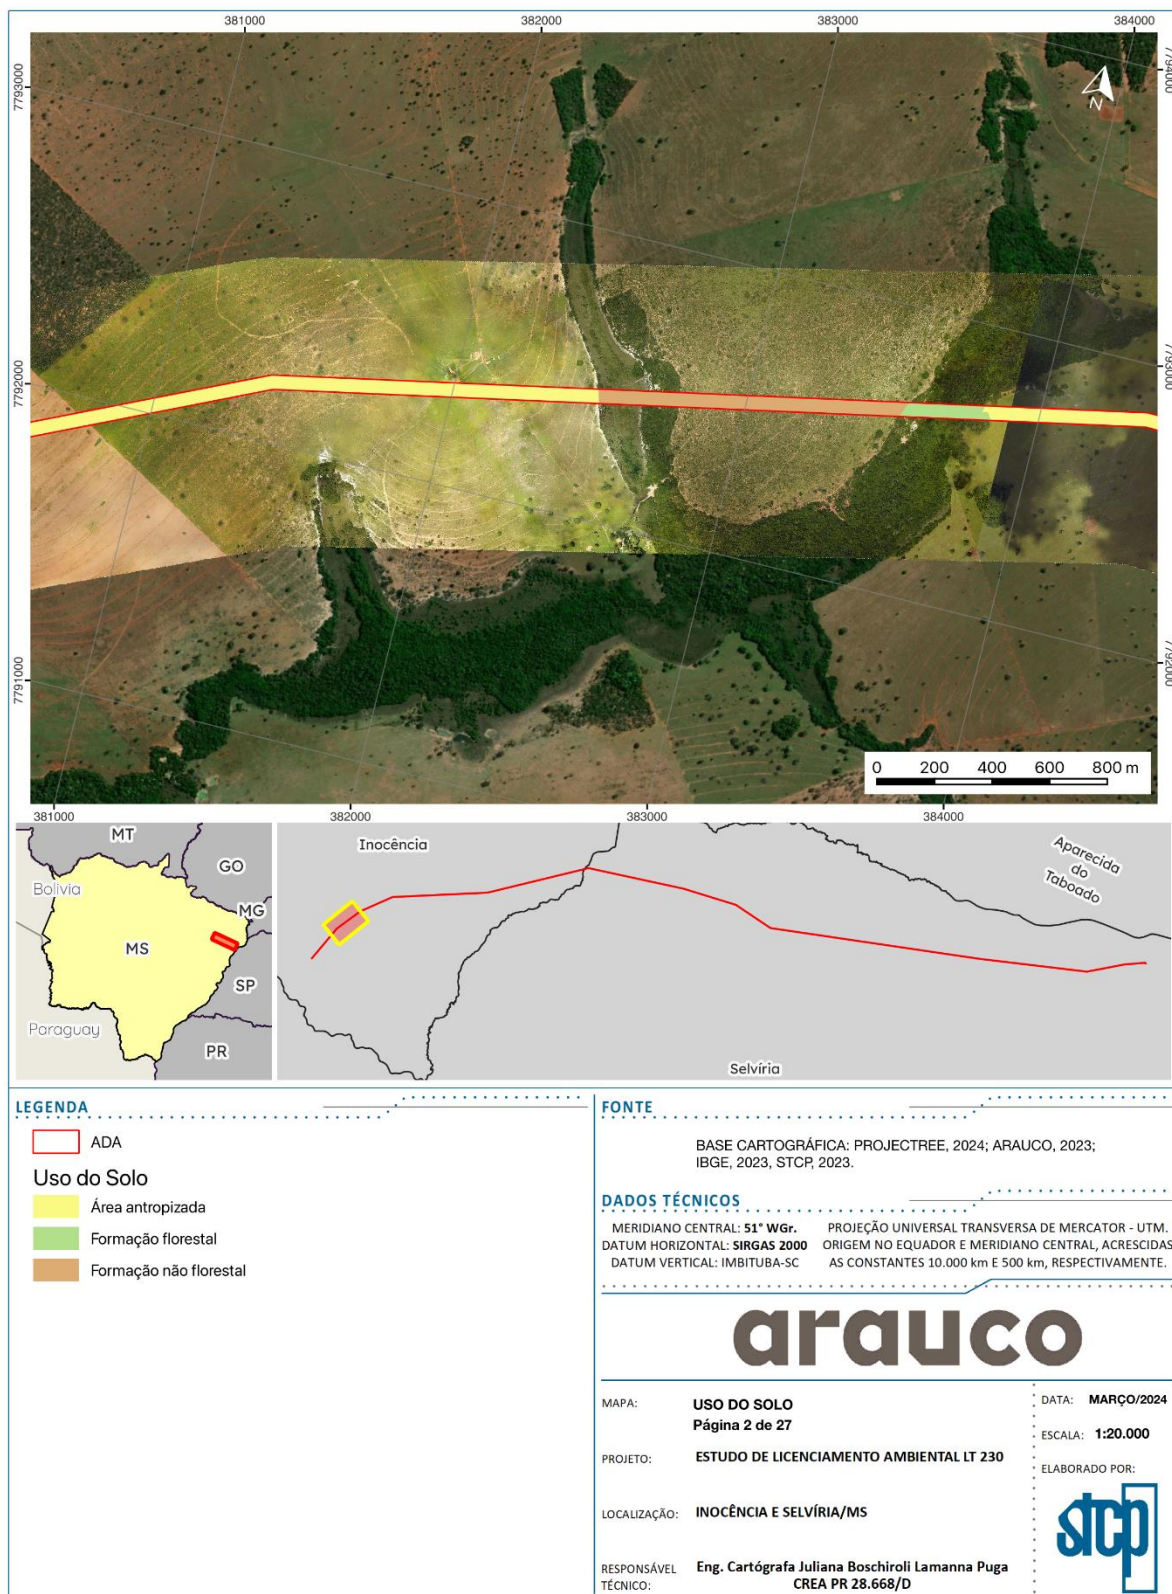 381000
382000
383000
384000
7793000
7794000
N
7792000
7793000
7791000
7792000
0 200 400 600 800 m
381000
382000
383000
384000
MT
GO
Bolivia
MG
MS
SP
Paraguay
PR
Inocência
Aparecida
do
Taboado
Selvíria
LEGENDA
ADA
Uso do Solo
Área antropizada
Formação florestal
Formação não florestal
FONTE
BASE CARTOGRÁFICA: PROJECTREE, 2024; ARAUCO, 2023;
IBGE, 2023, STCP, 2023.
DADOS TÉCNICOS
MERIDIANO CENTRAL: 51° WGr.
DATUM HORIZONTAL: SIRGAS 2000
DATUM VERTICAL: IMBITUBA-SC
PROJEÇÃO UNIVERSAL TRANSVERSA DE MERCATOR - UTM.
ORIGEM NO EQUADOR E MERIDIANO CENTRAL, ACRESCIDAS
AS CONSTANTES 10.000 km E 500 km, RESPECTIVAMENTE.
arauco
MAPA: USO DO SOLO
Página 2 de 27
PROJETO: ESTUDO DE LICENCIAMENTO AMBIENTAL LT 230
LOCALIZAÇÃO: INOCÊNCIA E SELVÍRIA/MS
RESPONSÁVEL TÉCNICO: Eng. Cartógrafa Juliana Boschiroli Lamanna Puga
CREA PR 28.668/D
DATA: MARÇO/2024
ESCALA: 1:20.000
ELABORADO POR:
stcp